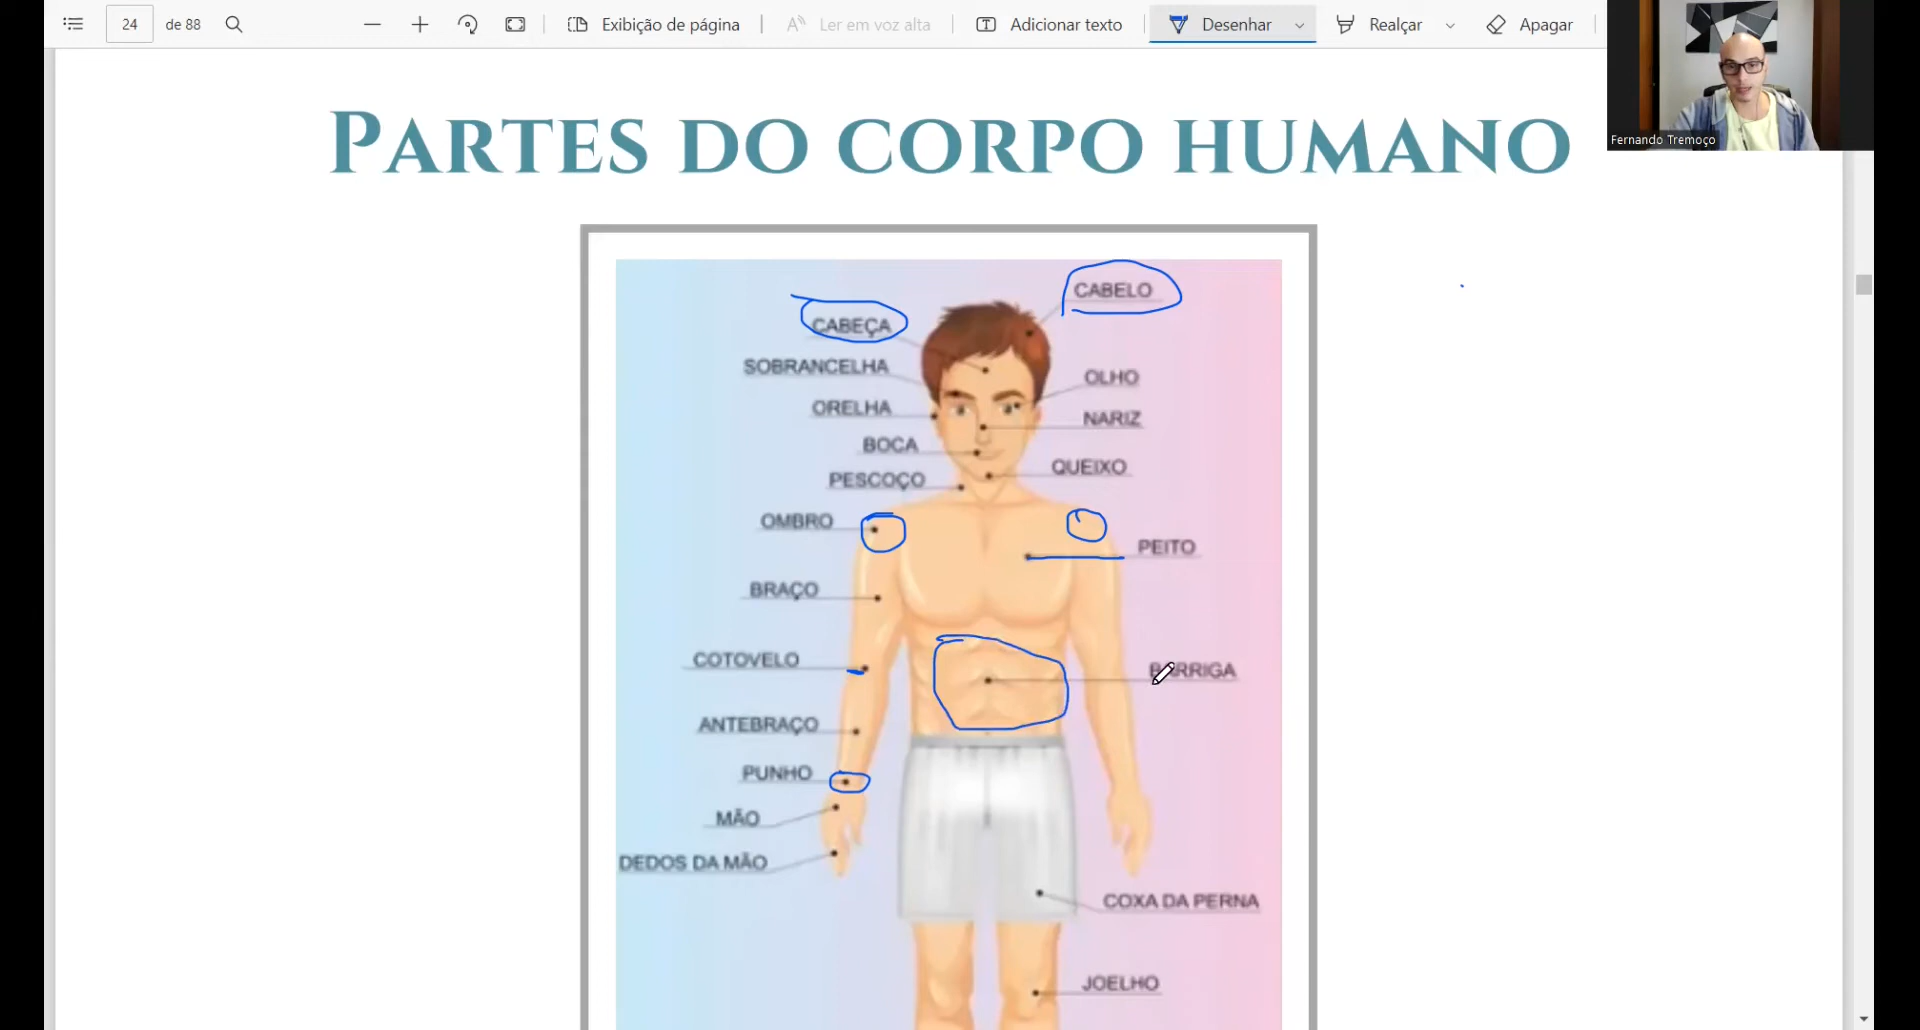 24 de 88 Exibição de página Ler em voz alta Adicionar texto Desenhar Realçar Apagar
Fernando Tremoço
PARTES DO CORPO HUMANO
CABELO
CABEÇA
SOBRANCELHA
OLHO
ORELHA
NARIZ
BOCA
QUEIXO
PESCOÇO
OMBRO
PEITO
BRAÇO
COTOVELO
BARRIGA
ANTEBRAÇO
PUNHO
MÃO
DEDOS DA MÃO
COXA DA PERNA
JOELHO